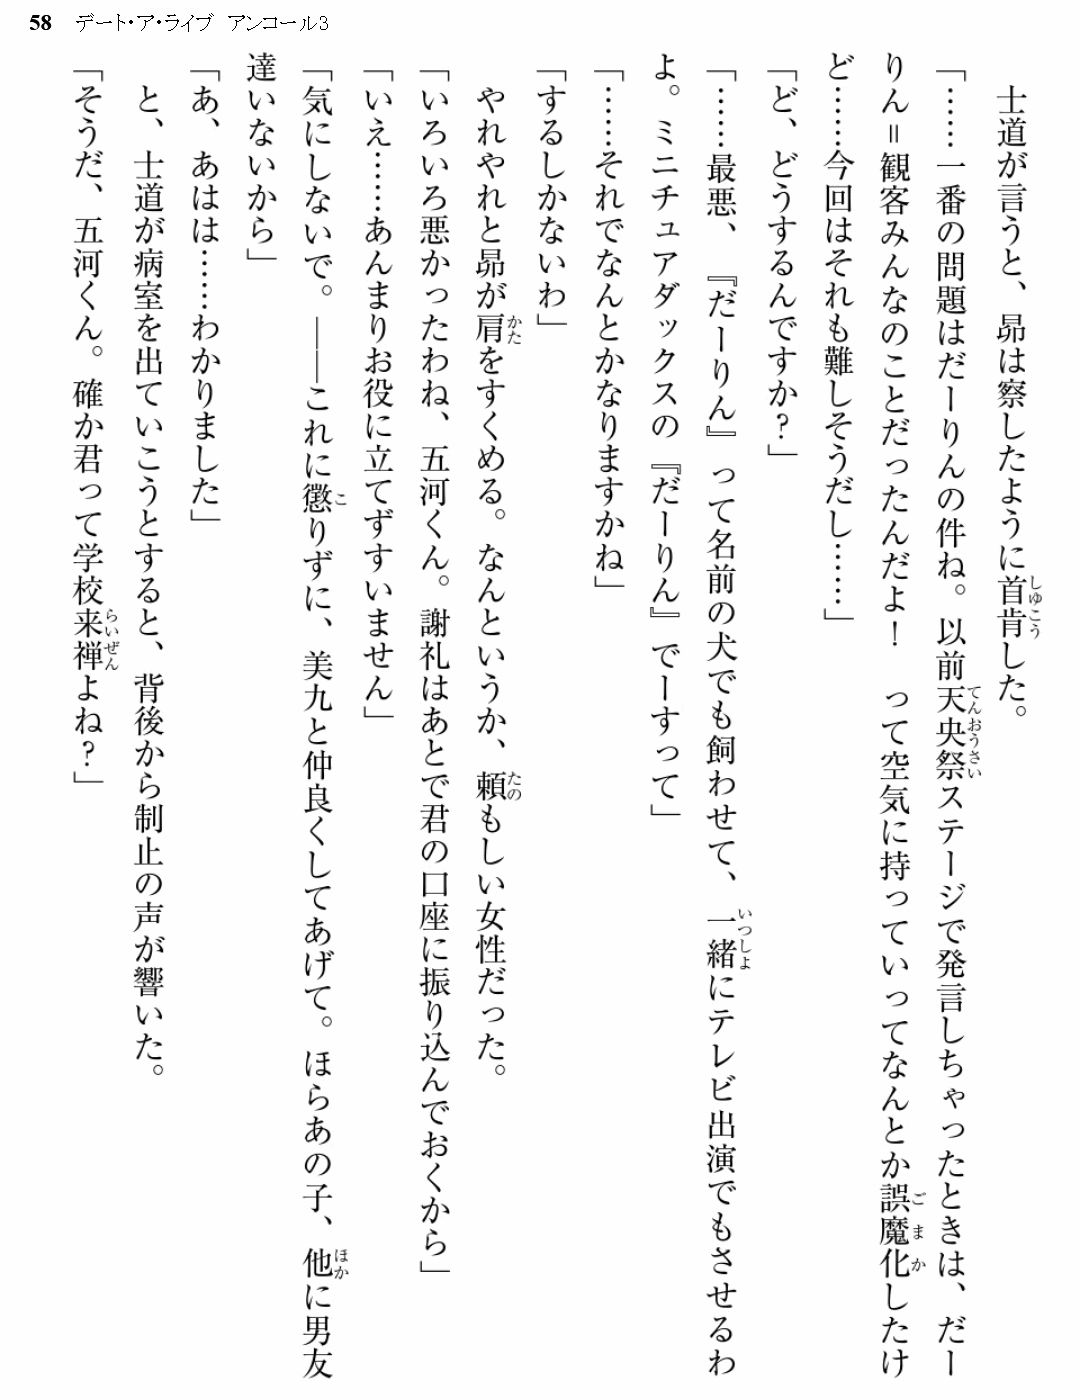 58 デート・ア・ライブ アンコール3
　士道が言うと、昴は察したように首肯した。
「……一番の問題はだーりんの件ね。以前天央祭ステージで発言しちゃったときは、だー
りん＝観客みんなのことだったんだよ！　って空気に持っていってなんとか誤魔化したけ
ど……今回はそれも難しそうだし……」
「ど、どうするんですか？」
「……最悪、『だーりん』って名前の犬でも飼わせて、一緒にテレビ出演でもさせるわ
よ。ミニチュアダックスの『だーりん』でーすって」
「……それでなんとかなりますかね」
「するしかないわ」
　やれやれと昴が肩をすくめる。なんというか、頼もしい女性だった。
「いろいろ悪かったわね、五河くん。謝礼はあとで君の口座に振り込んでおくから」
「いえ……あんまりお役に立てずすいません」
「気にしないで。――これに懲りずに、美九と仲良くしてあげて。ほらあの子、他に男友
達いないから」
「あ、あはは……わかりました」
　と、士道が病室を出ていこうとすると、背後から制止の声が響いた。
「そうだ、五河くん。確か君って学校来禅よね？」